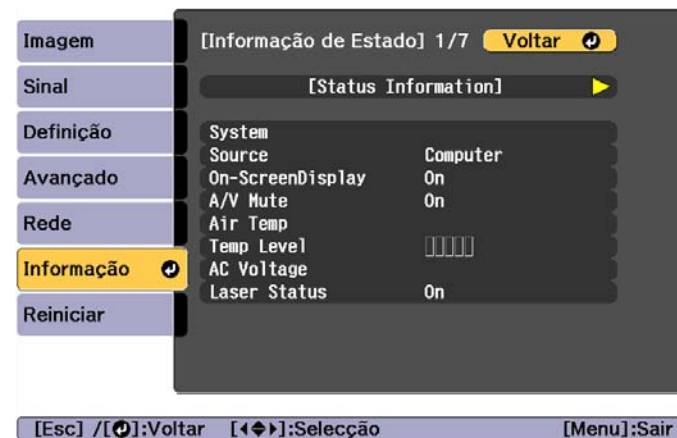 Imagem
Sinal
Definição
Avançado
Rede
Informação
Reiniciar
[Informação de Estado] 1/7 Voltar
[Status Information]
System
Source Computer
On-ScreenDisplay On
A/V Mute On
Air Temp
Temp Level
AC Voltage
Laser Status On
[Esc] /[ ]:Voltar [ ]:Selecção [Menu]:Sair